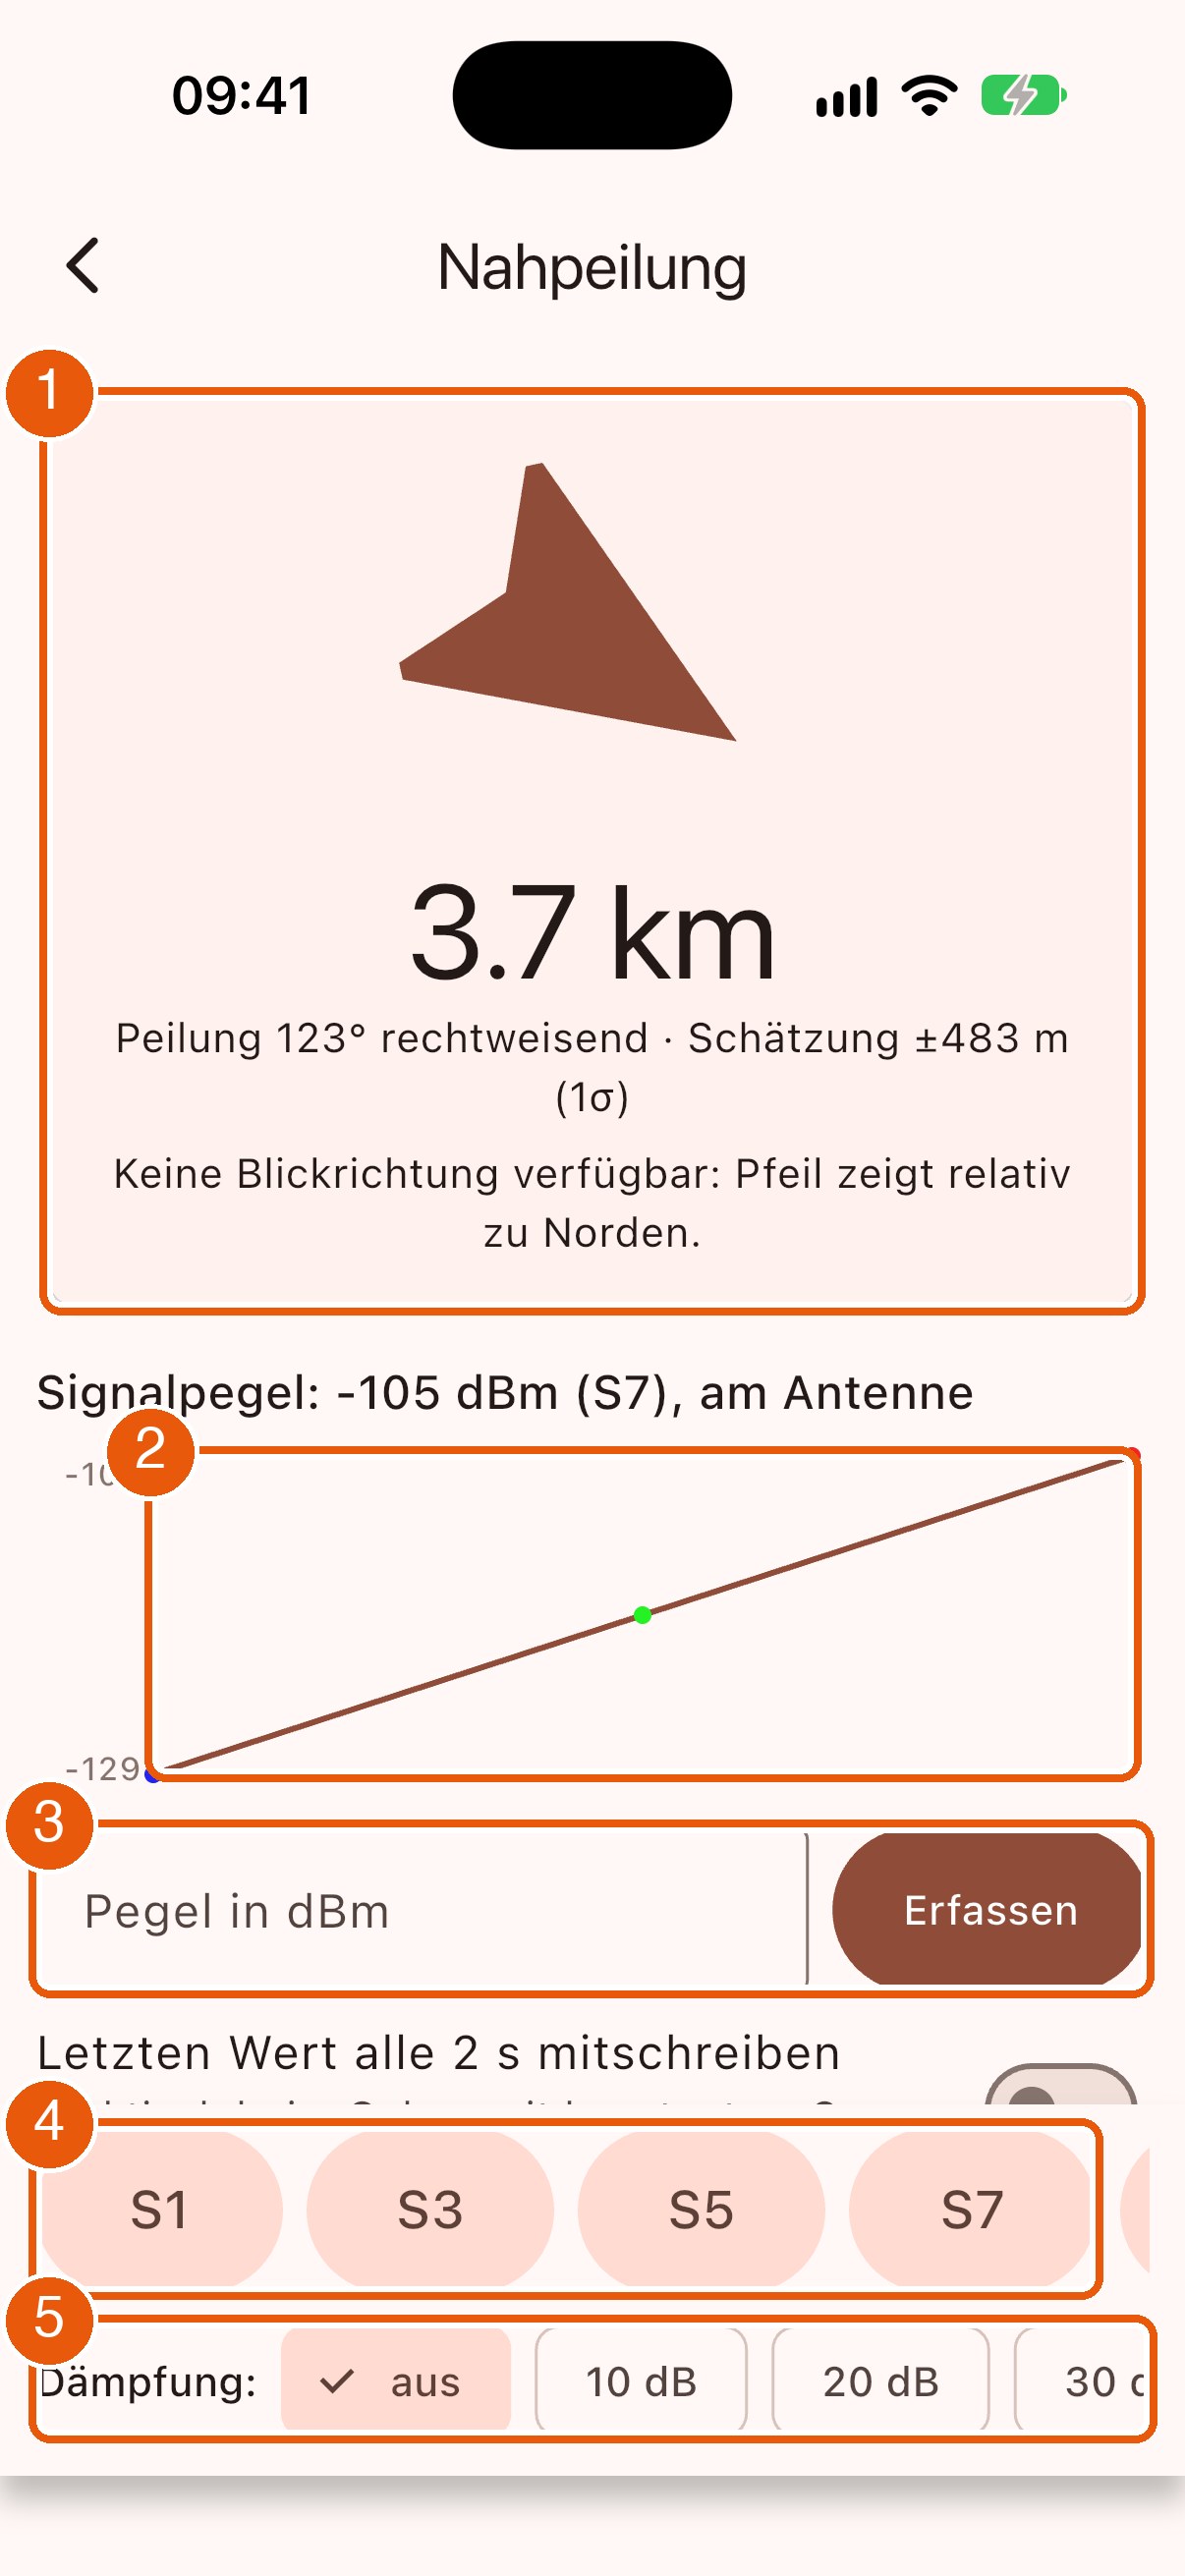 09:41
Nahpeilung
1
3.7 km
Peilung 123° rechtweisend · Schätzung ±483 m
(1σ)
Keine Blickrichtung verfügbar: Pfeil zeigt relativ
zu Norden.
Signalpegel: -105 dBm (S7), am Antenne
2
-129
3
Pegel in dBm
Erfassen
Letzten Wert alle 2 s mitschreiben
4
S1 S3 S5 S7
5
Dämpfung: aus 10 dB 20 dB 30